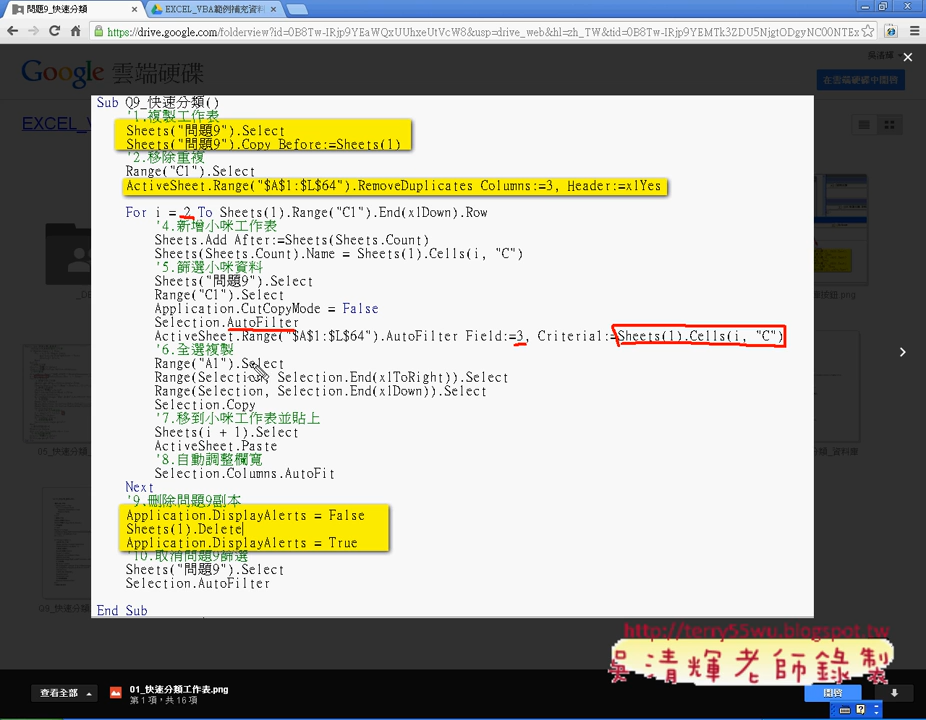 問題9_快速分類
EXCEL_VBA範例補充資料
https://drive.google.com/folderview?id=0B8Tw-IRjp9YEaWQxUUhxeUtVcW8&usp=drive_web&hl=zh_TW&tid=0B8Tw-IRjp9YEMTk3ZDU5NjgtODgyNC00NTEx
Google 雲端硬碟
在雲端硬碟中開啟
EXCEL_V
Sub Q9_快速分類()
'1.複製工作表
Sheets("問題9").Select
Sheets("問題9").Copy Before:=Sheets(1)
'2.移除重複
Range("C1").Select
ActiveSheet.Range("$A$1:$L$64").RemoveDuplicates Columns:=3, Header:=xlYes
For i = 2 To Sheets(1).Range("C1").End(xlDown).Row
'4.新增小咪工作表
Sheets.Add After:=Sheets(Sheets.Count)
Sheets(Sheets.Count).Name = Sheets(1).Cells(i, "C")
'5.篩選小咪資料
Sheets("問題9").Select
Range("C1").Select
Application.CutCopyMode = False
Selection.AutoFilter
ActiveSheet.Range("$A$1:$L$64").AutoFilter Field:=3, Criteria1:=Sheets(1).Cells(i, "C")
'6.全選複製
Range("A1").Select
Range(Selection, Selection.End(xlToRight)).Select
Range(Selection, Selection.End(xlDown)).Select
Selection.Copy
'7.移到小咪工作表並貼上
Sheets(i + 1).Select
ActiveSheet.Paste
'8.自動調整欄寬
Selection.Columns.AutoFit
Next
'9.刪除問題9副本
Application.DisplayAlerts = False
Sheets(1).Delete
Application.DisplayAlerts = True
'10.取消問題9篩選
Sheets("問題9").Select
Selection.AutoFilter
End Sub
http://terry55wu.blogspot.tw
吳清輝老師錄製
查看全部
01_快速分類工作表.png
第 1 項，共 16 項
開啟